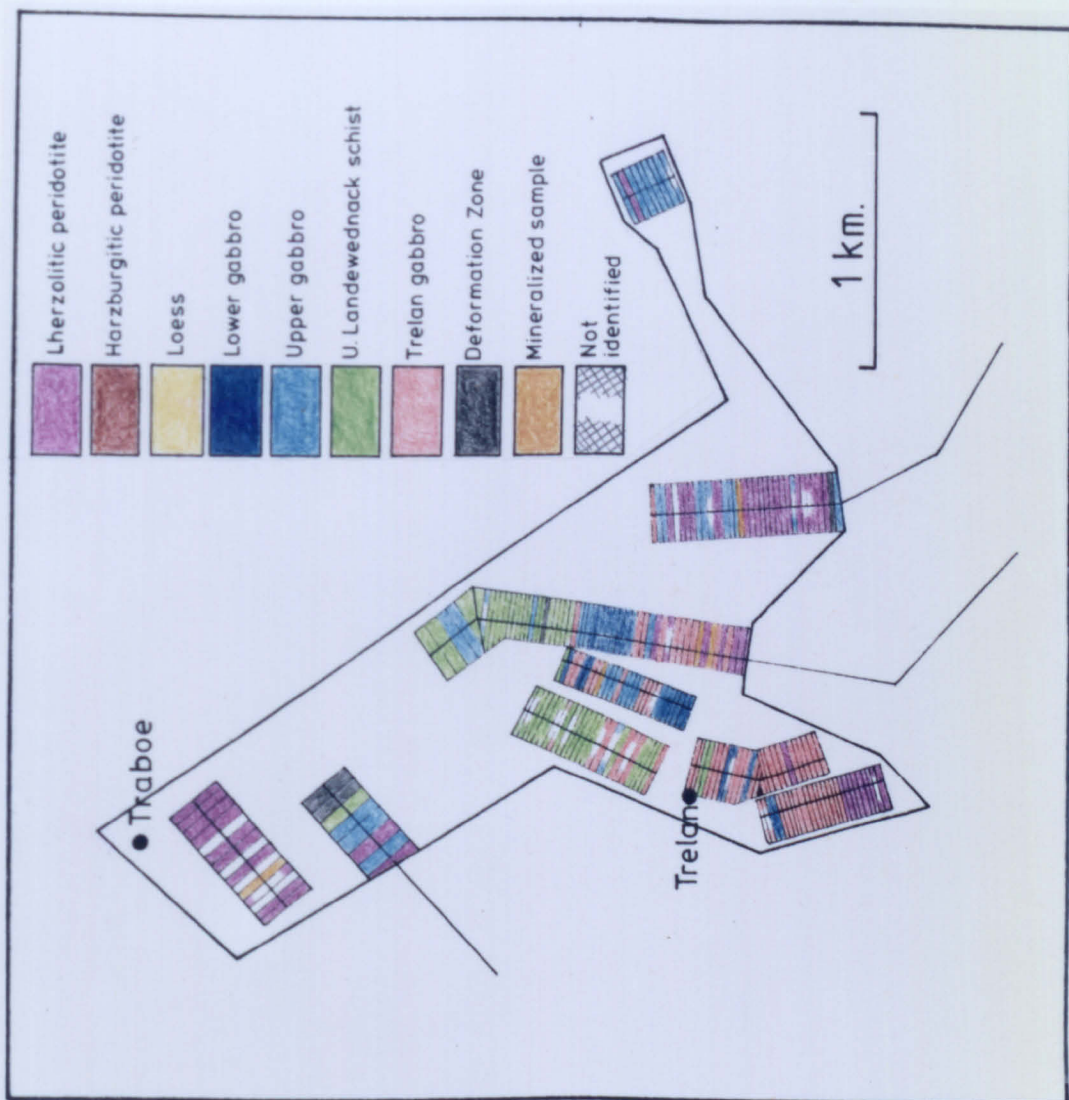 Lherzolitic peridotite
Harzburgitic peridotite
Loess
Lower gabbro
Upper gabbro
U. Landewednack schist
Trelan gabbro
Deformation Zone
Mineralized sample
Not
identified
Traboe
Trelan
1 km.